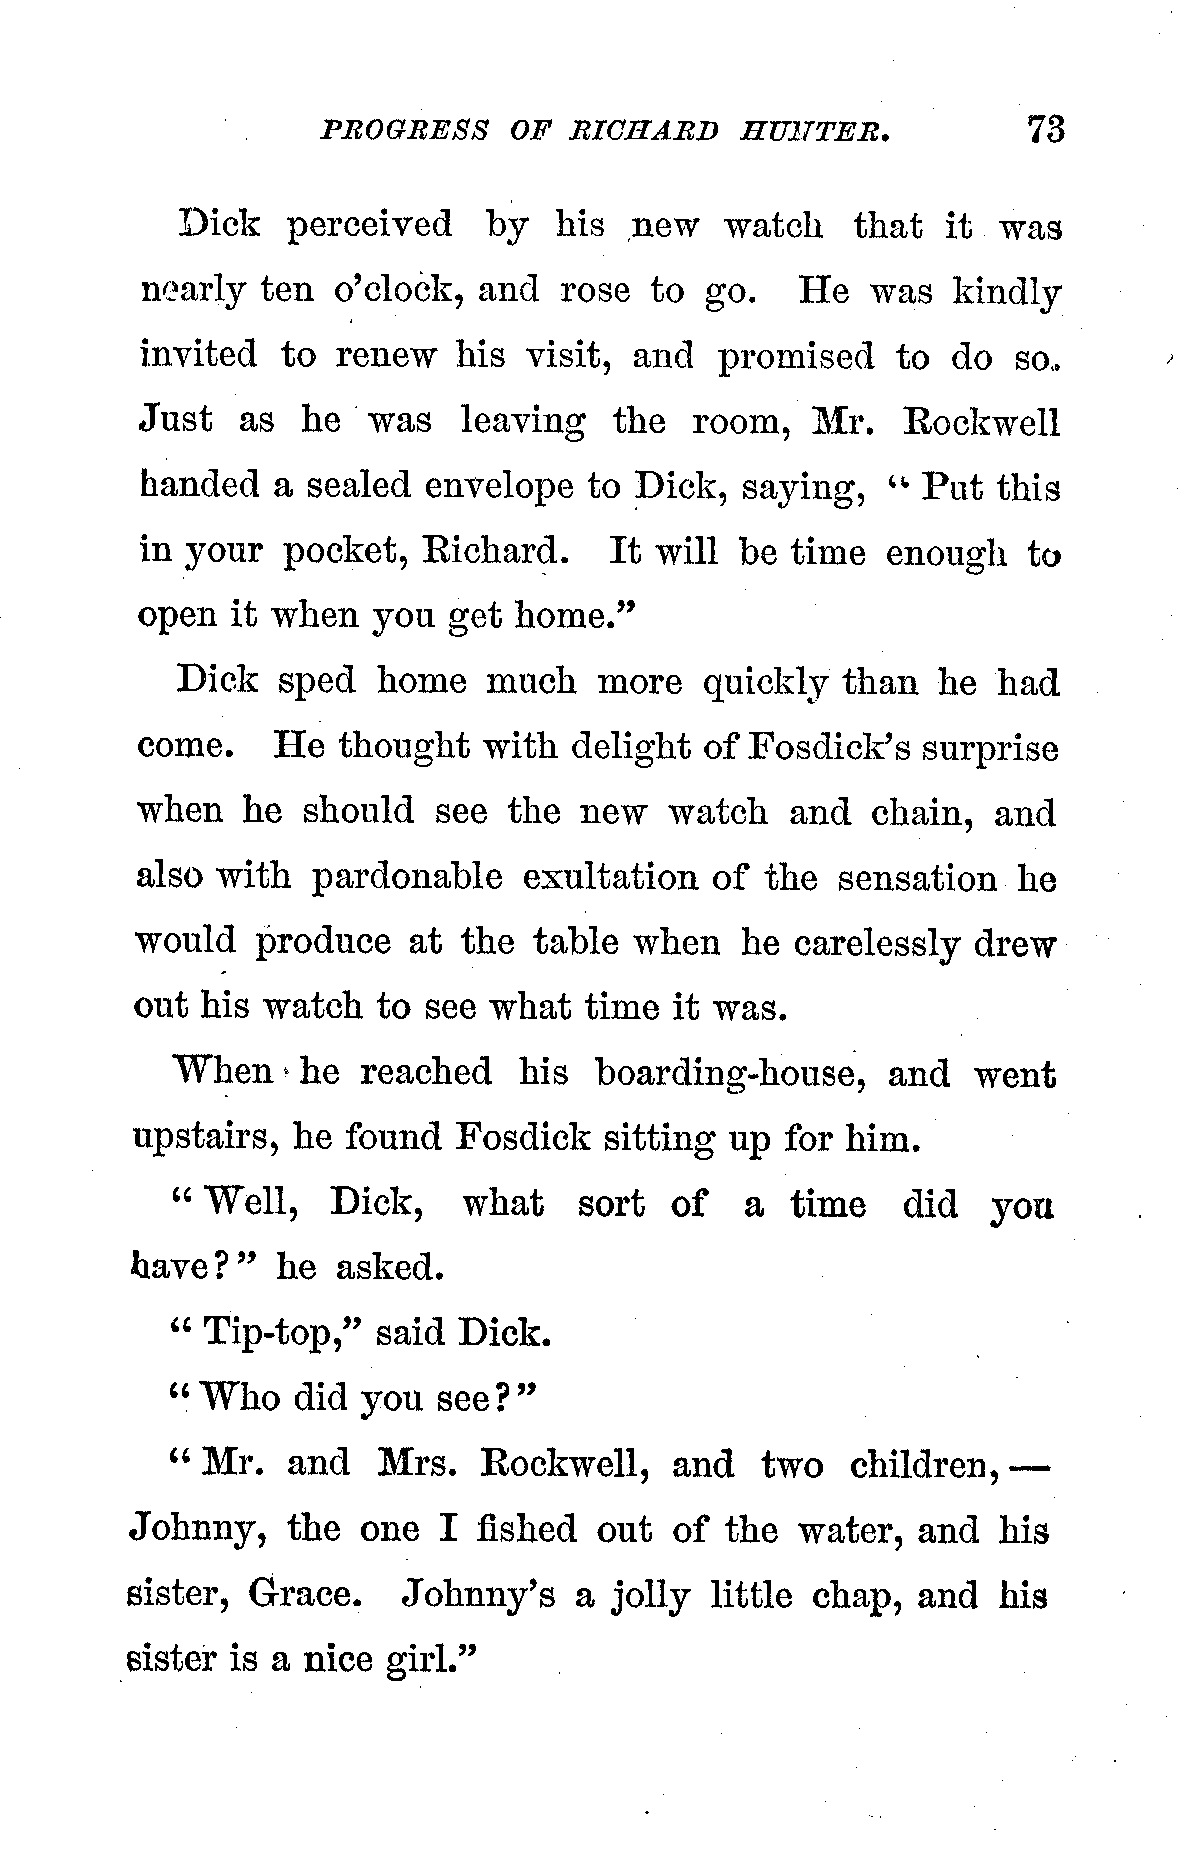 PROGRESS OF RICHARD HUNTER. 73
Dick perceived by his new watch that it was
nearly ten o'clock, and rose to go. He was kindly
invited to renew his visit, and promised to do so.
Just as he was leaving the room, Mr. Rockwell
handed a sealed envelope to Dick, saying, “ Put this
in your pocket, Richard. It will be time enough to
open it when you get home.”
Dick sped home much more quickly than he had
come. He thought with delight of Fosdick's surprise
when he should see the new watch and chain, and
also with pardonable exultation of the sensation he
would produce at the table when he carelessly drew
out his watch to see what time it was.
When he reached his boarding-house, and went
upstairs, he found Fosdick sitting up for him.
“ Well, Dick, what sort of a time did you
have? ” he asked.
“ Tip-top,” said Dick.
“ Who did you see? ”
“ Mr. and Mrs. Rockwell, and two children, —
Johnny, the one I fished out of the water, and his
sister, Grace. Johnny's a jolly little chap, and his
sister is a nice girl.”